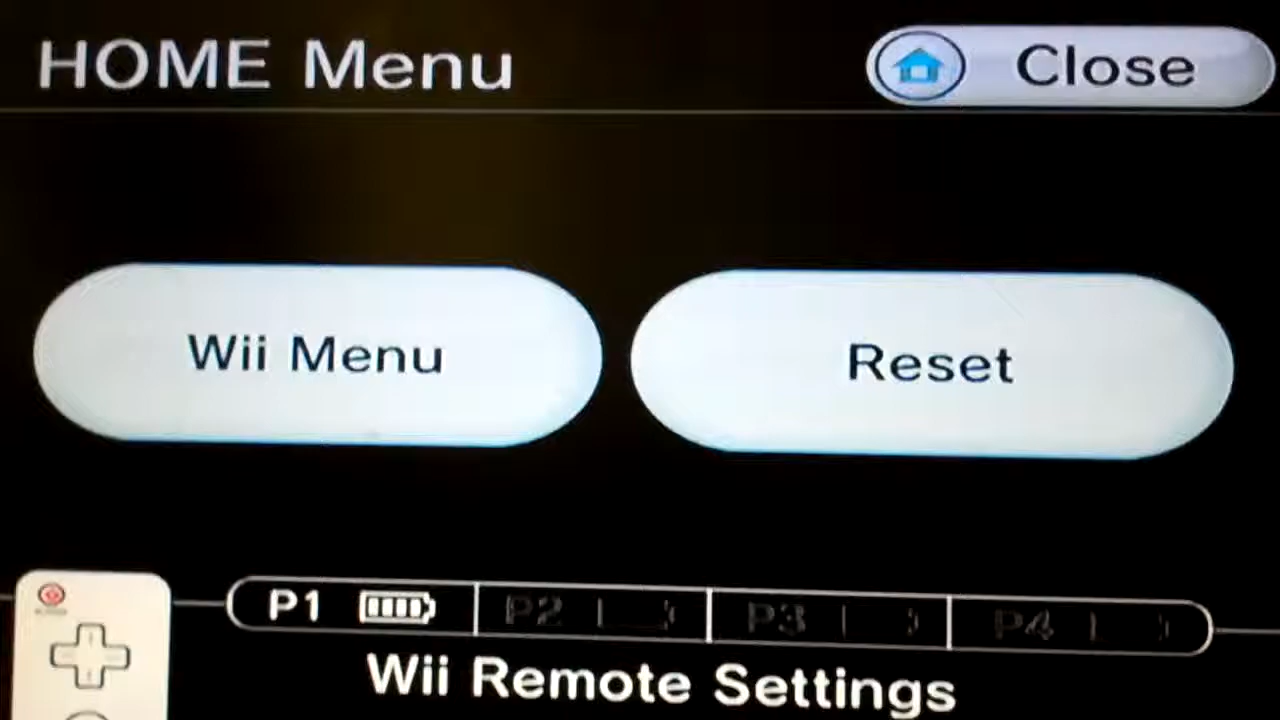 HOME Menu
Close
Wii Menu
Reset
P1 P2 P3 P4
Wii Remote Settings